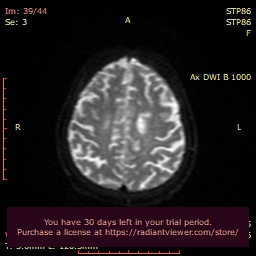 Im: 39/44 STP86
Se: 3 STP86
F
A
Ax DWI B 1000
R L
You have 30 days left in your trial period.
Purchase a license at https://radiantviewer.com/store/